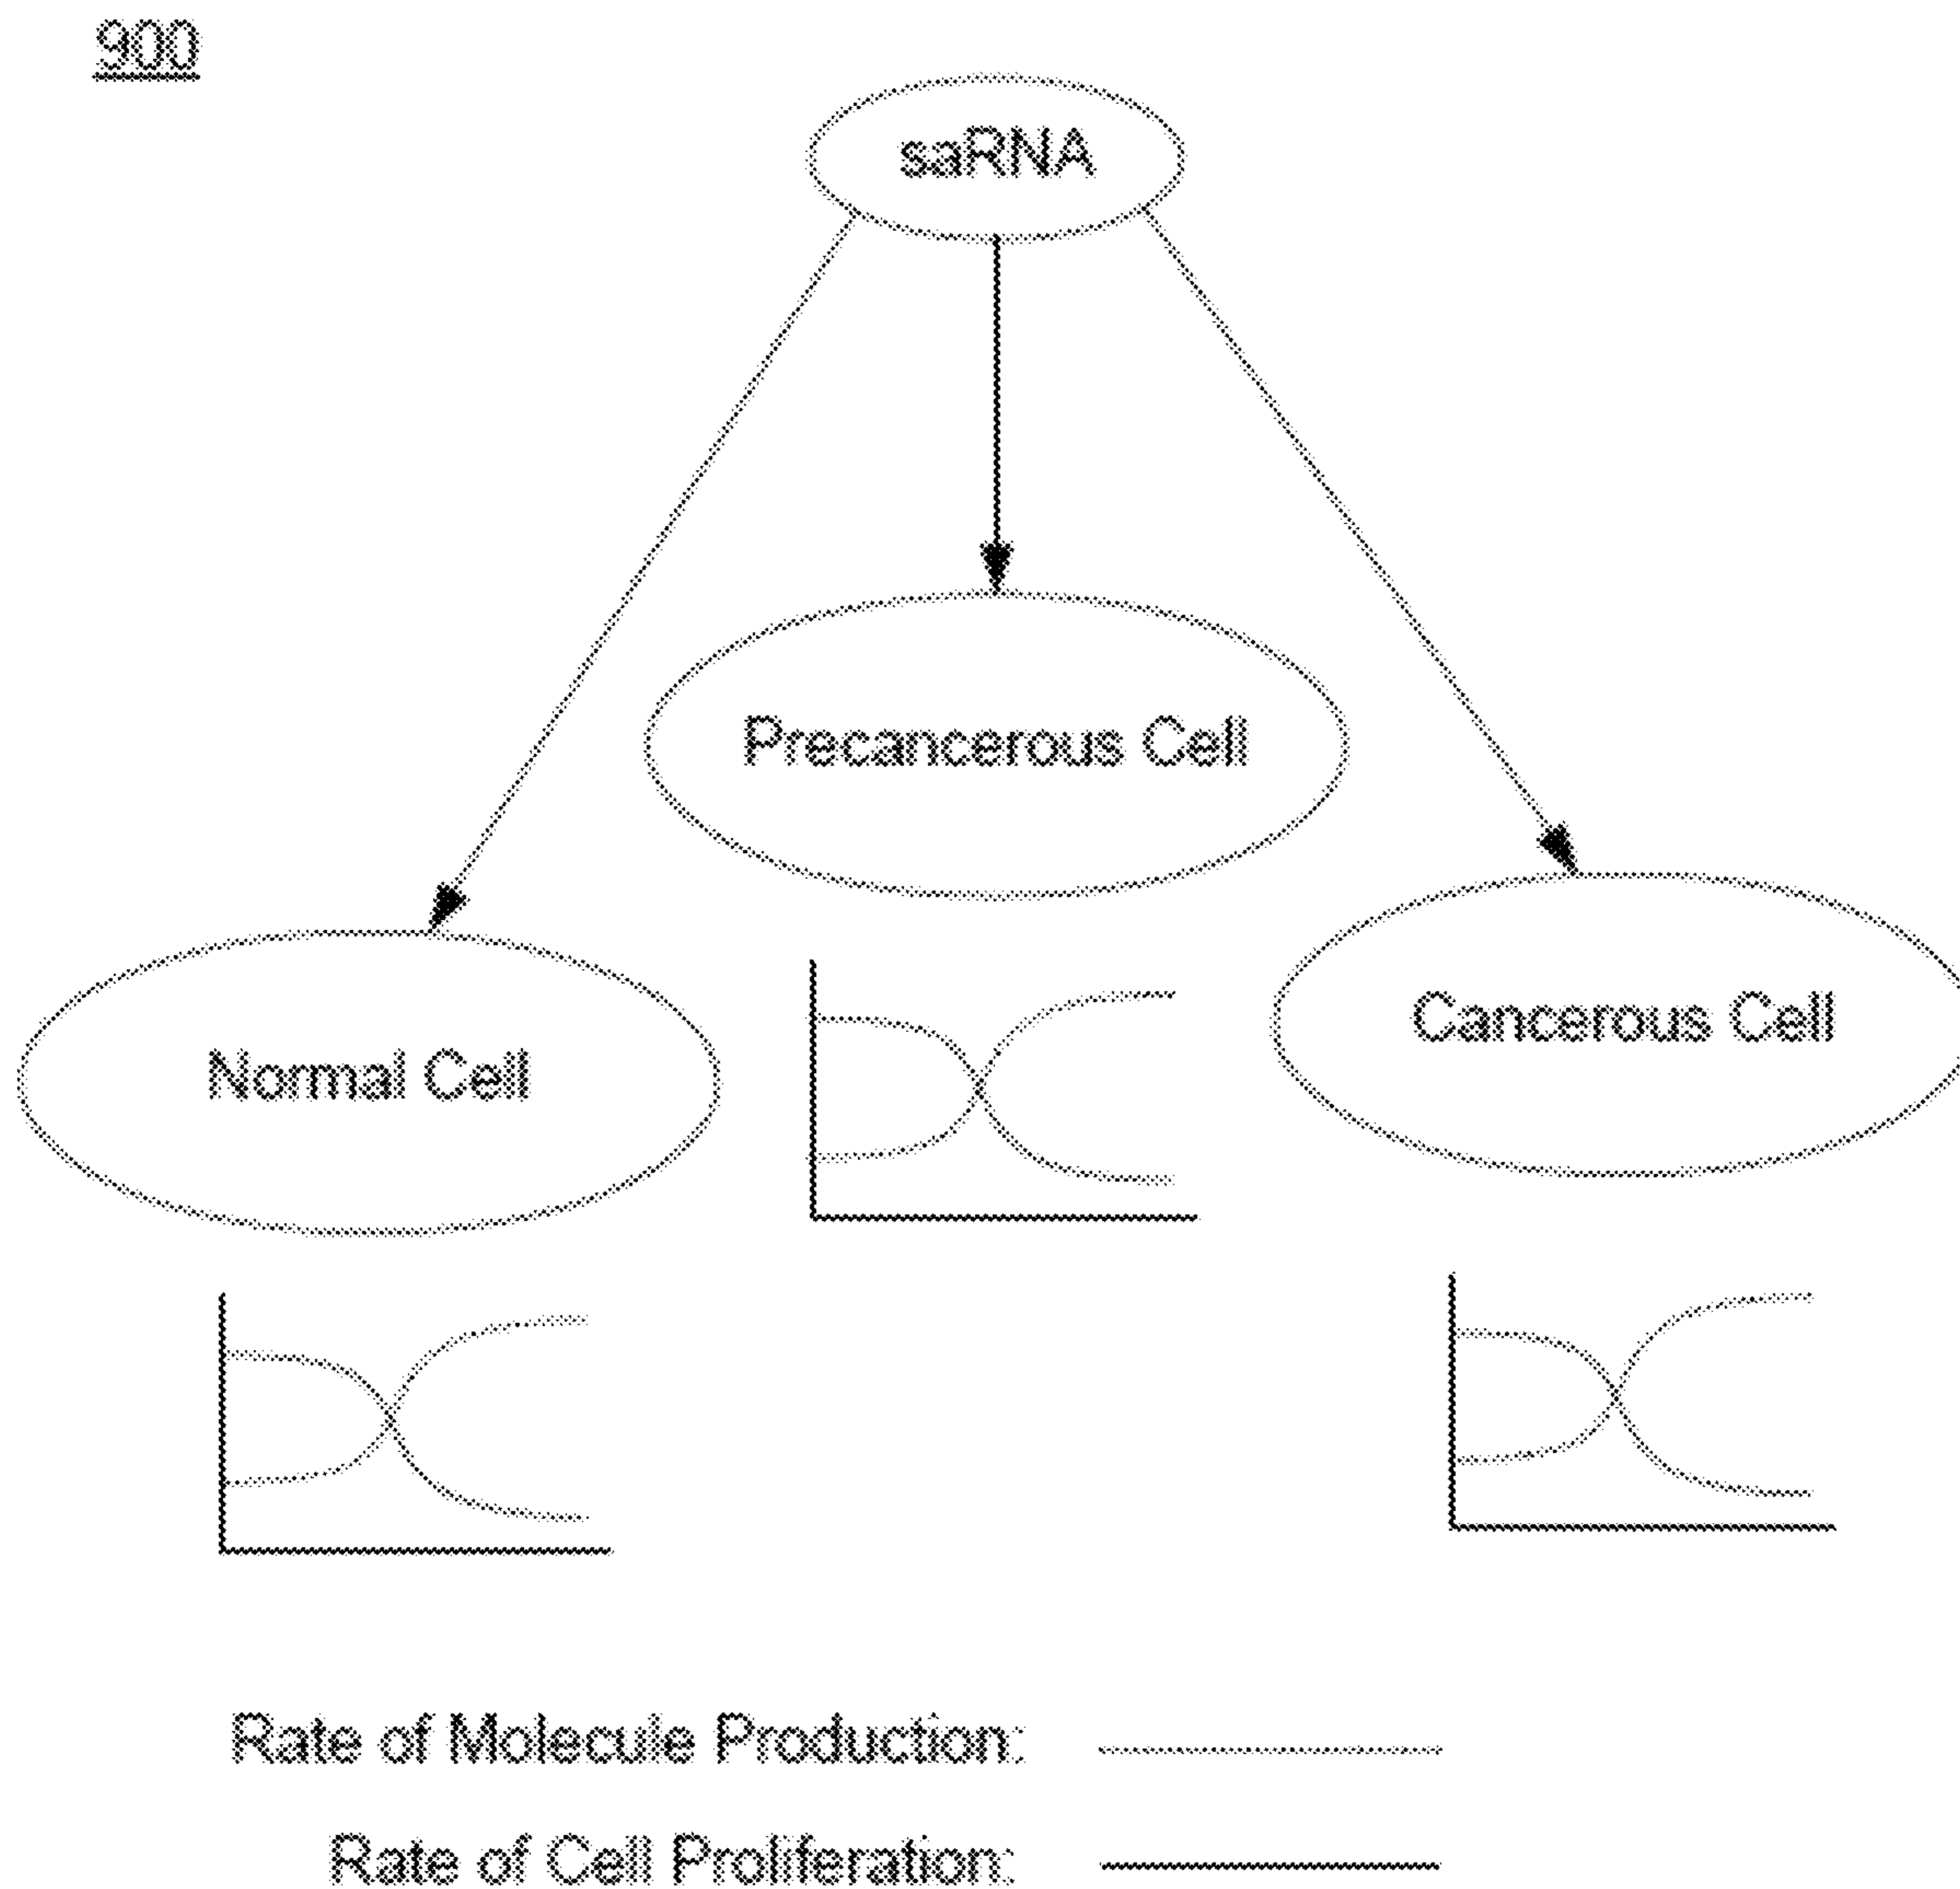 900
saRNA
Precancerous Cell
Cancerous Cell
Normal Cell
Rate of Molecule Production:
Rate of Cell Proliferation: